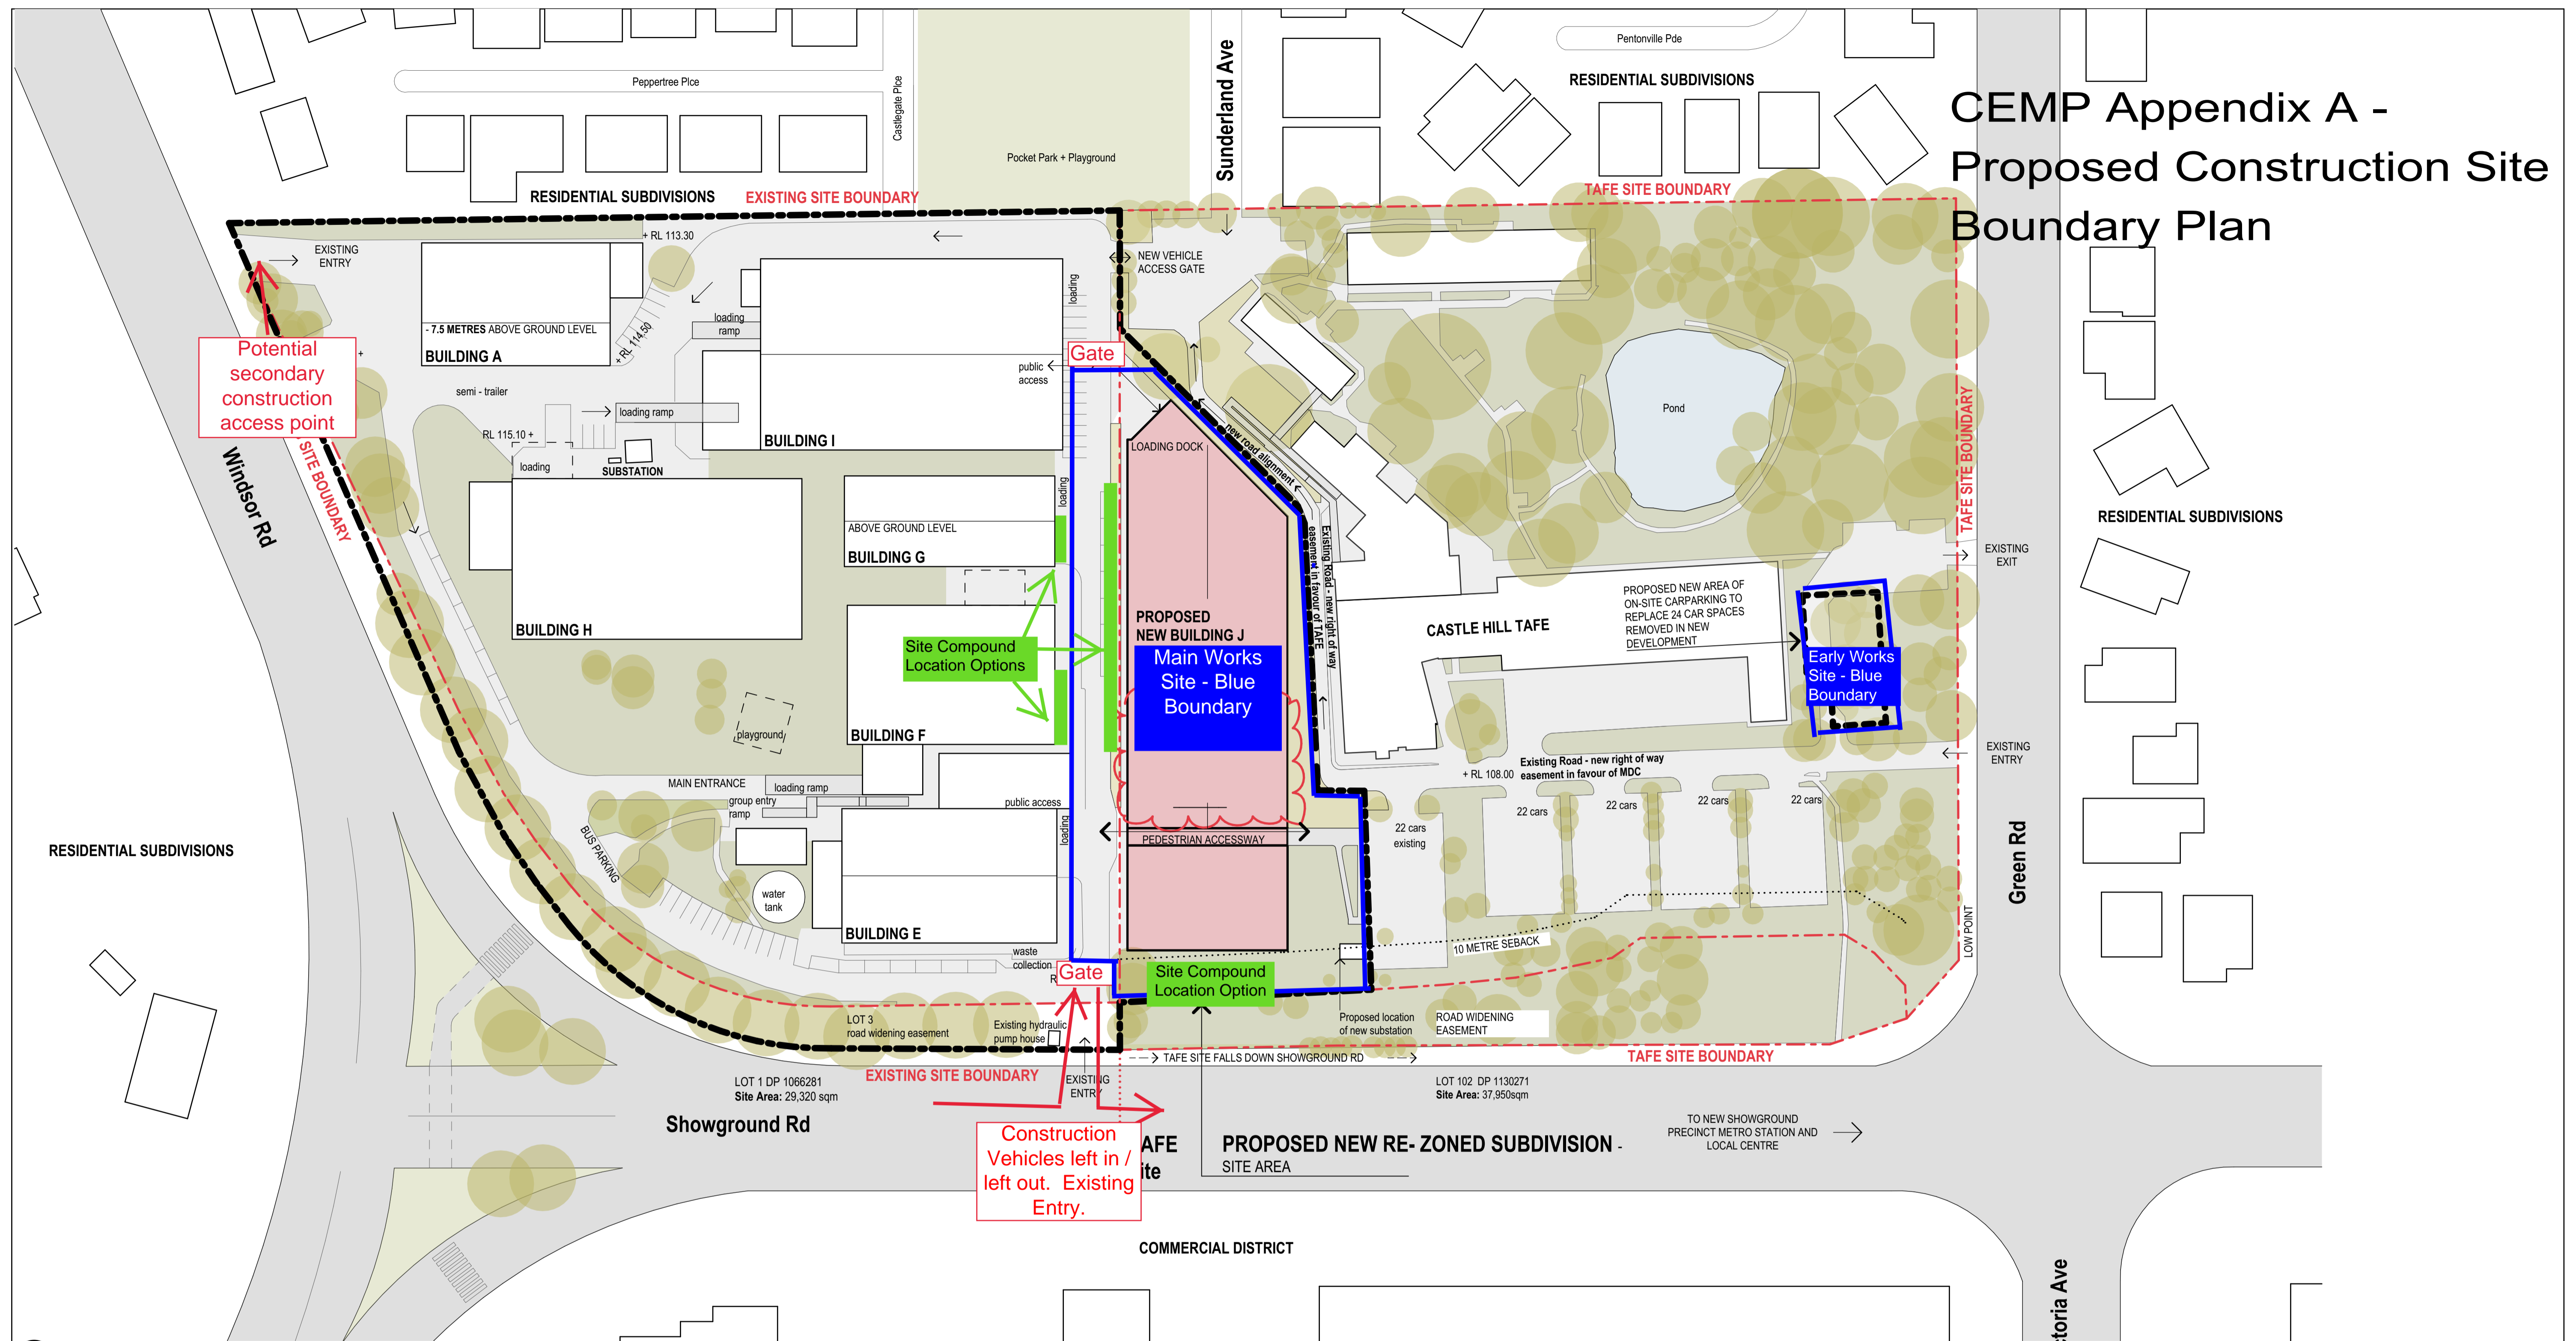 CEMP Appendix A -
Proposed Construction Site
Boundary Plan
Peppertree Plce
Castlegate Plce
Pocket Park + Playground
Sunderland Ave
Pentonville Pde
RESIDENTIAL SUBDIVISIONS
RESIDENTIAL SUBDIVISIONS
EXISTING SITE BOUNDARY
TAFE SITE BOUNDARY
EXISTING
ENTRY
+ RL 113.30
NEW VEHICLE
ACCESS GATE
loading
- 7.5 METRES ABOVE GROUND LEVEL
BUILDING A
+ RL 114.50
loading
ramp
Potential
secondary
construction
access point
+
Gate
public
access
semi - trailer
loading ramp
RL 115.10 +
loading
SUBSTATION
BUILDING I
LOADING DOCK
new road alignment
Pond
TAFE SITE BOUNDARY
Windsor Rd
SITE BOUNDARY
RESIDENTIAL SUBDIVISIONS
loading
ABOVE GROUND LEVEL
BUILDING G
Existing Road - new right of way
easement in favour of TAFE
EXISTING
EXIT
PROPOSED NEW AREA OF
ON-SITE CARPARKING TO
REPLACE 24 CAR SPACES
REMOVED IN NEW
DEVELOPMENT
BUILDING H
PROPOSED
NEW BUILDING J
CASTLE HILL TAFE
Site Compound
Location Options
Main Works
Site - Blue
Boundary
Early Works
Site - Blue
Boundary
playground
BUILDING F
EXISTING
ENTRY
Existing Road - new right of way
easement in favour of MDC
+ RL 108.00
MAIN ENTRANCE
loading ramp
group entry
ramp
public access
loading
22 cars
22 cars
22 cars
22 cars
22 cars
existing
PEDESTRIAN ACCESSWAY
BUS PARKING
RESIDENTIAL SUBDIVISIONS
Green Rd
water
tank
BUILDING E
LOW POINT
10 METRE SEBACK
waste
collection
R
Gate
Site Compound
Location Option
LOT 3
road widening easement
Existing hydraulic
pump house
Proposed location
of new substation
ROAD WIDENING
EASEMENT
TAFE SITE FALLS DOWN SHOWGROUND RD
TAFE SITE BOUNDARY
EXISTING SITE BOUNDARY
EXISTING
ENTRY
LOT 1 DP 1066281
Site Area: 29,320 sqm
LOT 102 DP 1130271
Site Area: 37,950sqm
Showground Rd
Construction
Vehicles left in /
left out. Existing
Entry.
AFE
ite
PROPOSED NEW RE- ZONED SUBDIVISION -
SITE AREA
TO NEW SHOWGROUND
PRECINCT METRO STATION AND
LOCAL CENTRE
COMMERCIAL DISTRICT
toria Ave